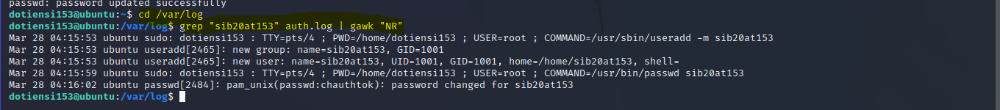 passwd: password updated successfully
dotiensi153@ubuntu:~$ cd /var/log
dotiensi153@ubuntu:/var/log$ grep "sib20at153" auth.log | gawk "NR"
Mar 28 04:15:53 ubuntu sudo: dotiensi153 : TTY=pts/4 ; PWD=/home/dotiensi153 ; USER=root ; COMMAND=/usr/sbin/useradd -m sib20at153
Mar 28 04:15:53 ubuntu useradd[2465]: new group: name=sib20at153, GID=1001
Mar 28 04:15:53 ubuntu useradd[2465]: new user: name=sib20at153, UID=1001, GID=1001, home=/home/sib20at153, shell=
Mar 28 04:15:59 ubuntu sudo: dotiensi153 : TTY=pts/4 ; PWD=/home/dotiensi153 ; USER=root ; COMMAND=/usr/bin/passwd sib20at153
Mar 28 04:16:02 ubuntu passwd[2484]: pam_unix(passwd:chauthtok): password changed for sib20at153
dotiensi153@ubuntu:/var/log$